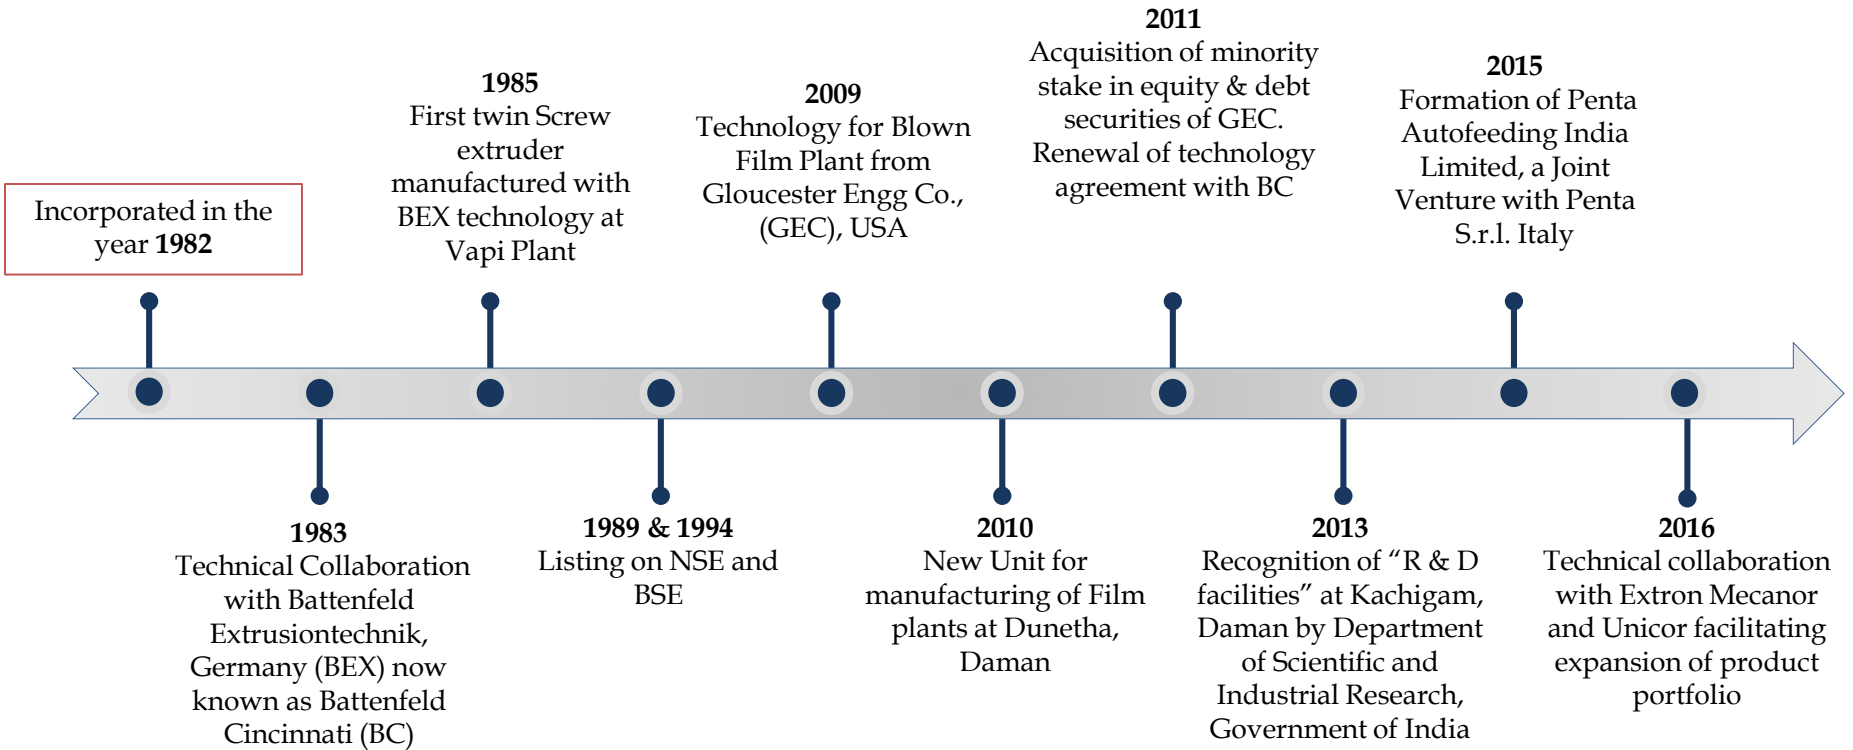 Incorporated in the
year 1982
1983
Technical Collaboration
with Battenfeld
Extrusiontechnik,
Germany (BEX) now
known as Battenfeld
Cincinnati (BC)
1985
First twin Screw
extruder
manufactured with
BEX technology at
Vapi Plant
1989 & 1994
Listing on NSE and
BSE
2009
Technology for Blown
Film Plant from
Gloucester Engg Co.,
(GEC), USA
2010
New Unit for
manufacturing of Film
plants at Dunetha,
Daman
2011
Acquisition of minority
stake in equity & debt
securities of GEC.
Renewal of technology
agreement with BC
2013
Recognition of “R & D
facilities” at Kachigam,
Daman by Department
of Scientific and
Industrial Research,
Government of India
2015
Formation of Penta
Autofeeding India
Limited, a Joint
Venture with Penta
S.r.l. Italy
2016
Technical collaboration
with Extron Mecanor
and Unicor facilitating
expansion of product
portfolio